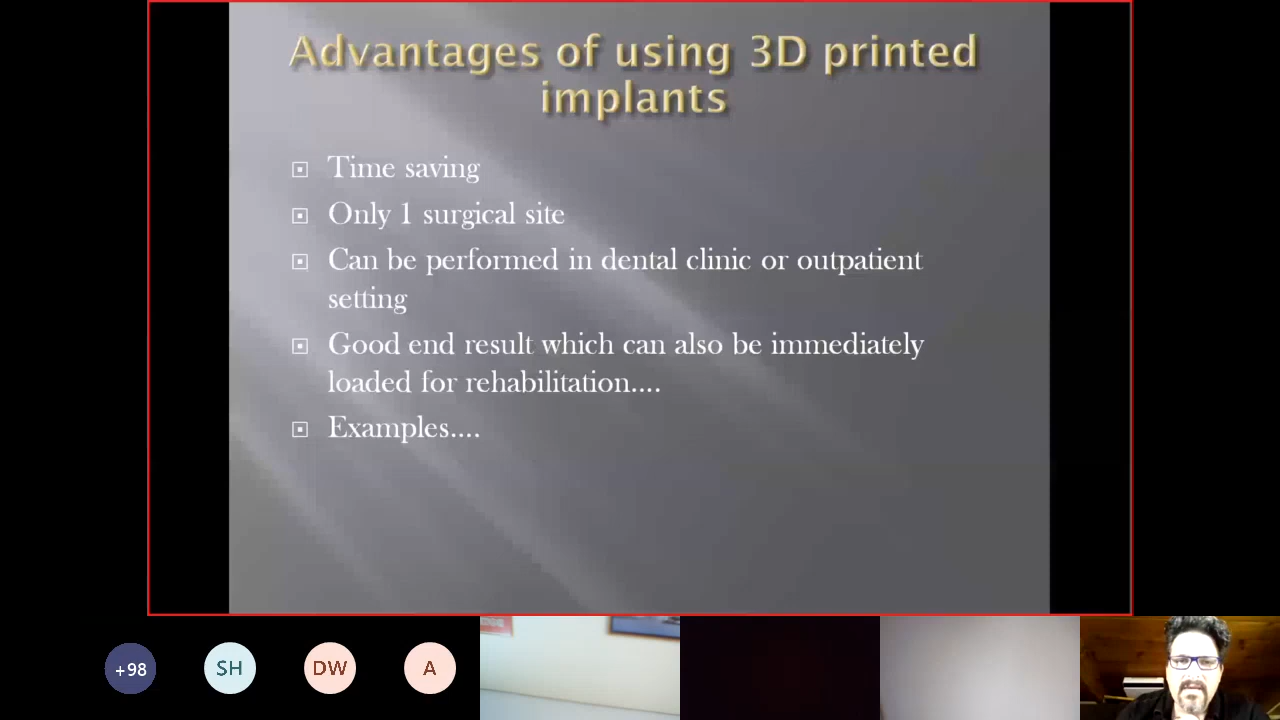 Advantages of using 3D printed
implants
Time saving
Only 1 surgical site
Can be performed in dental clinic or outpatient
setting
Good end result which can also be immediately
loaded for rehabilitation....
Examples....
+98
SH
DW
A